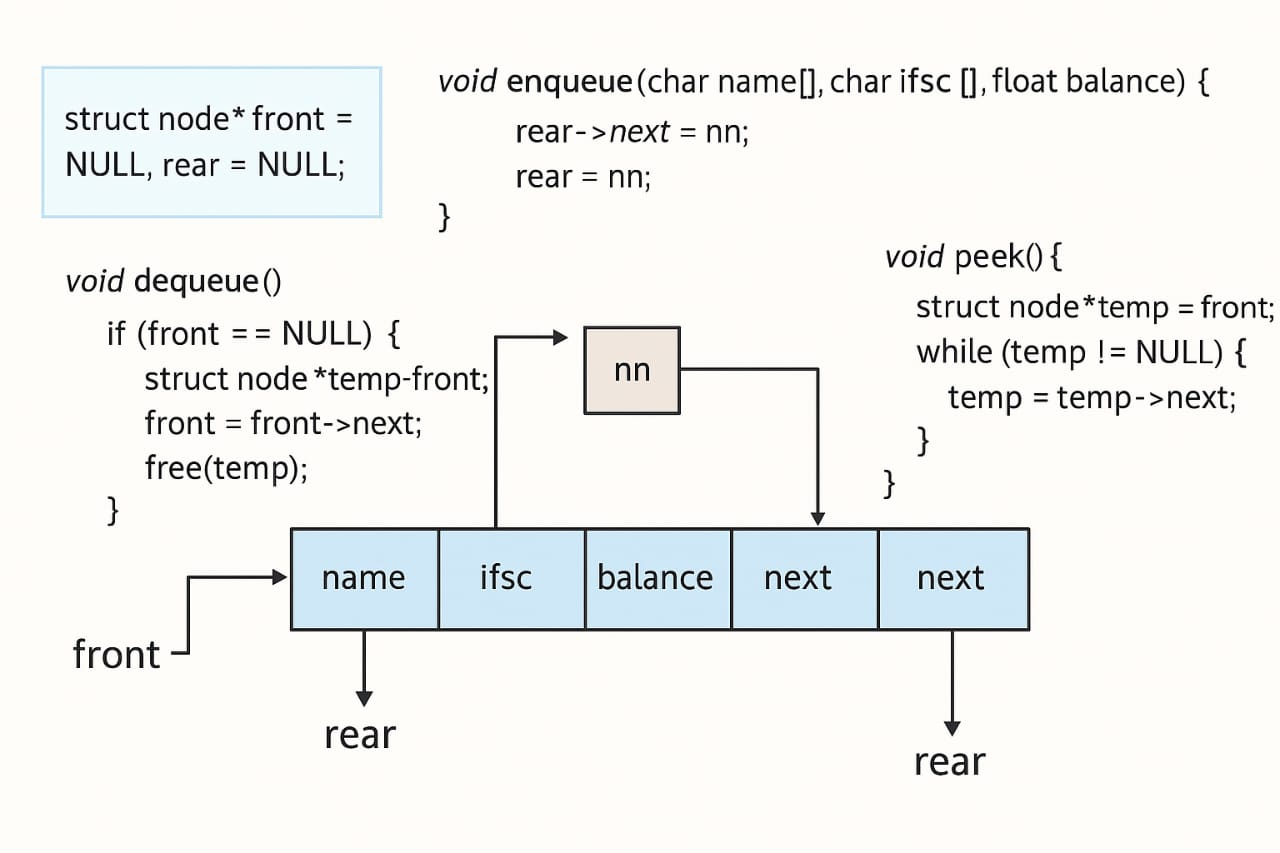 struct node* front =
NULL, rear = NULL;
void enqueue(char name[], char ifsc [], float balance) {
rear->next = nn;
rear = nn;
}
void dequeue()
if (front == NULL) {
struct node *temp-front;
front = front->next;
free(temp);
}
void peek() {
struct node*temp = front;
while (temp != NULL) {
temp = temp->next;
}
}
nn
name ifsc balance next next
front
rear
rear